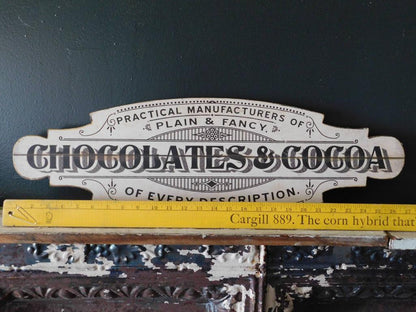 PRACTICAL MANUFACTURERS OF
PLAIN & FANCY.
CHOCOLATES & COCOA
OF EVERY DESCRIPTION.
Cargill 889. The corn hybrid that